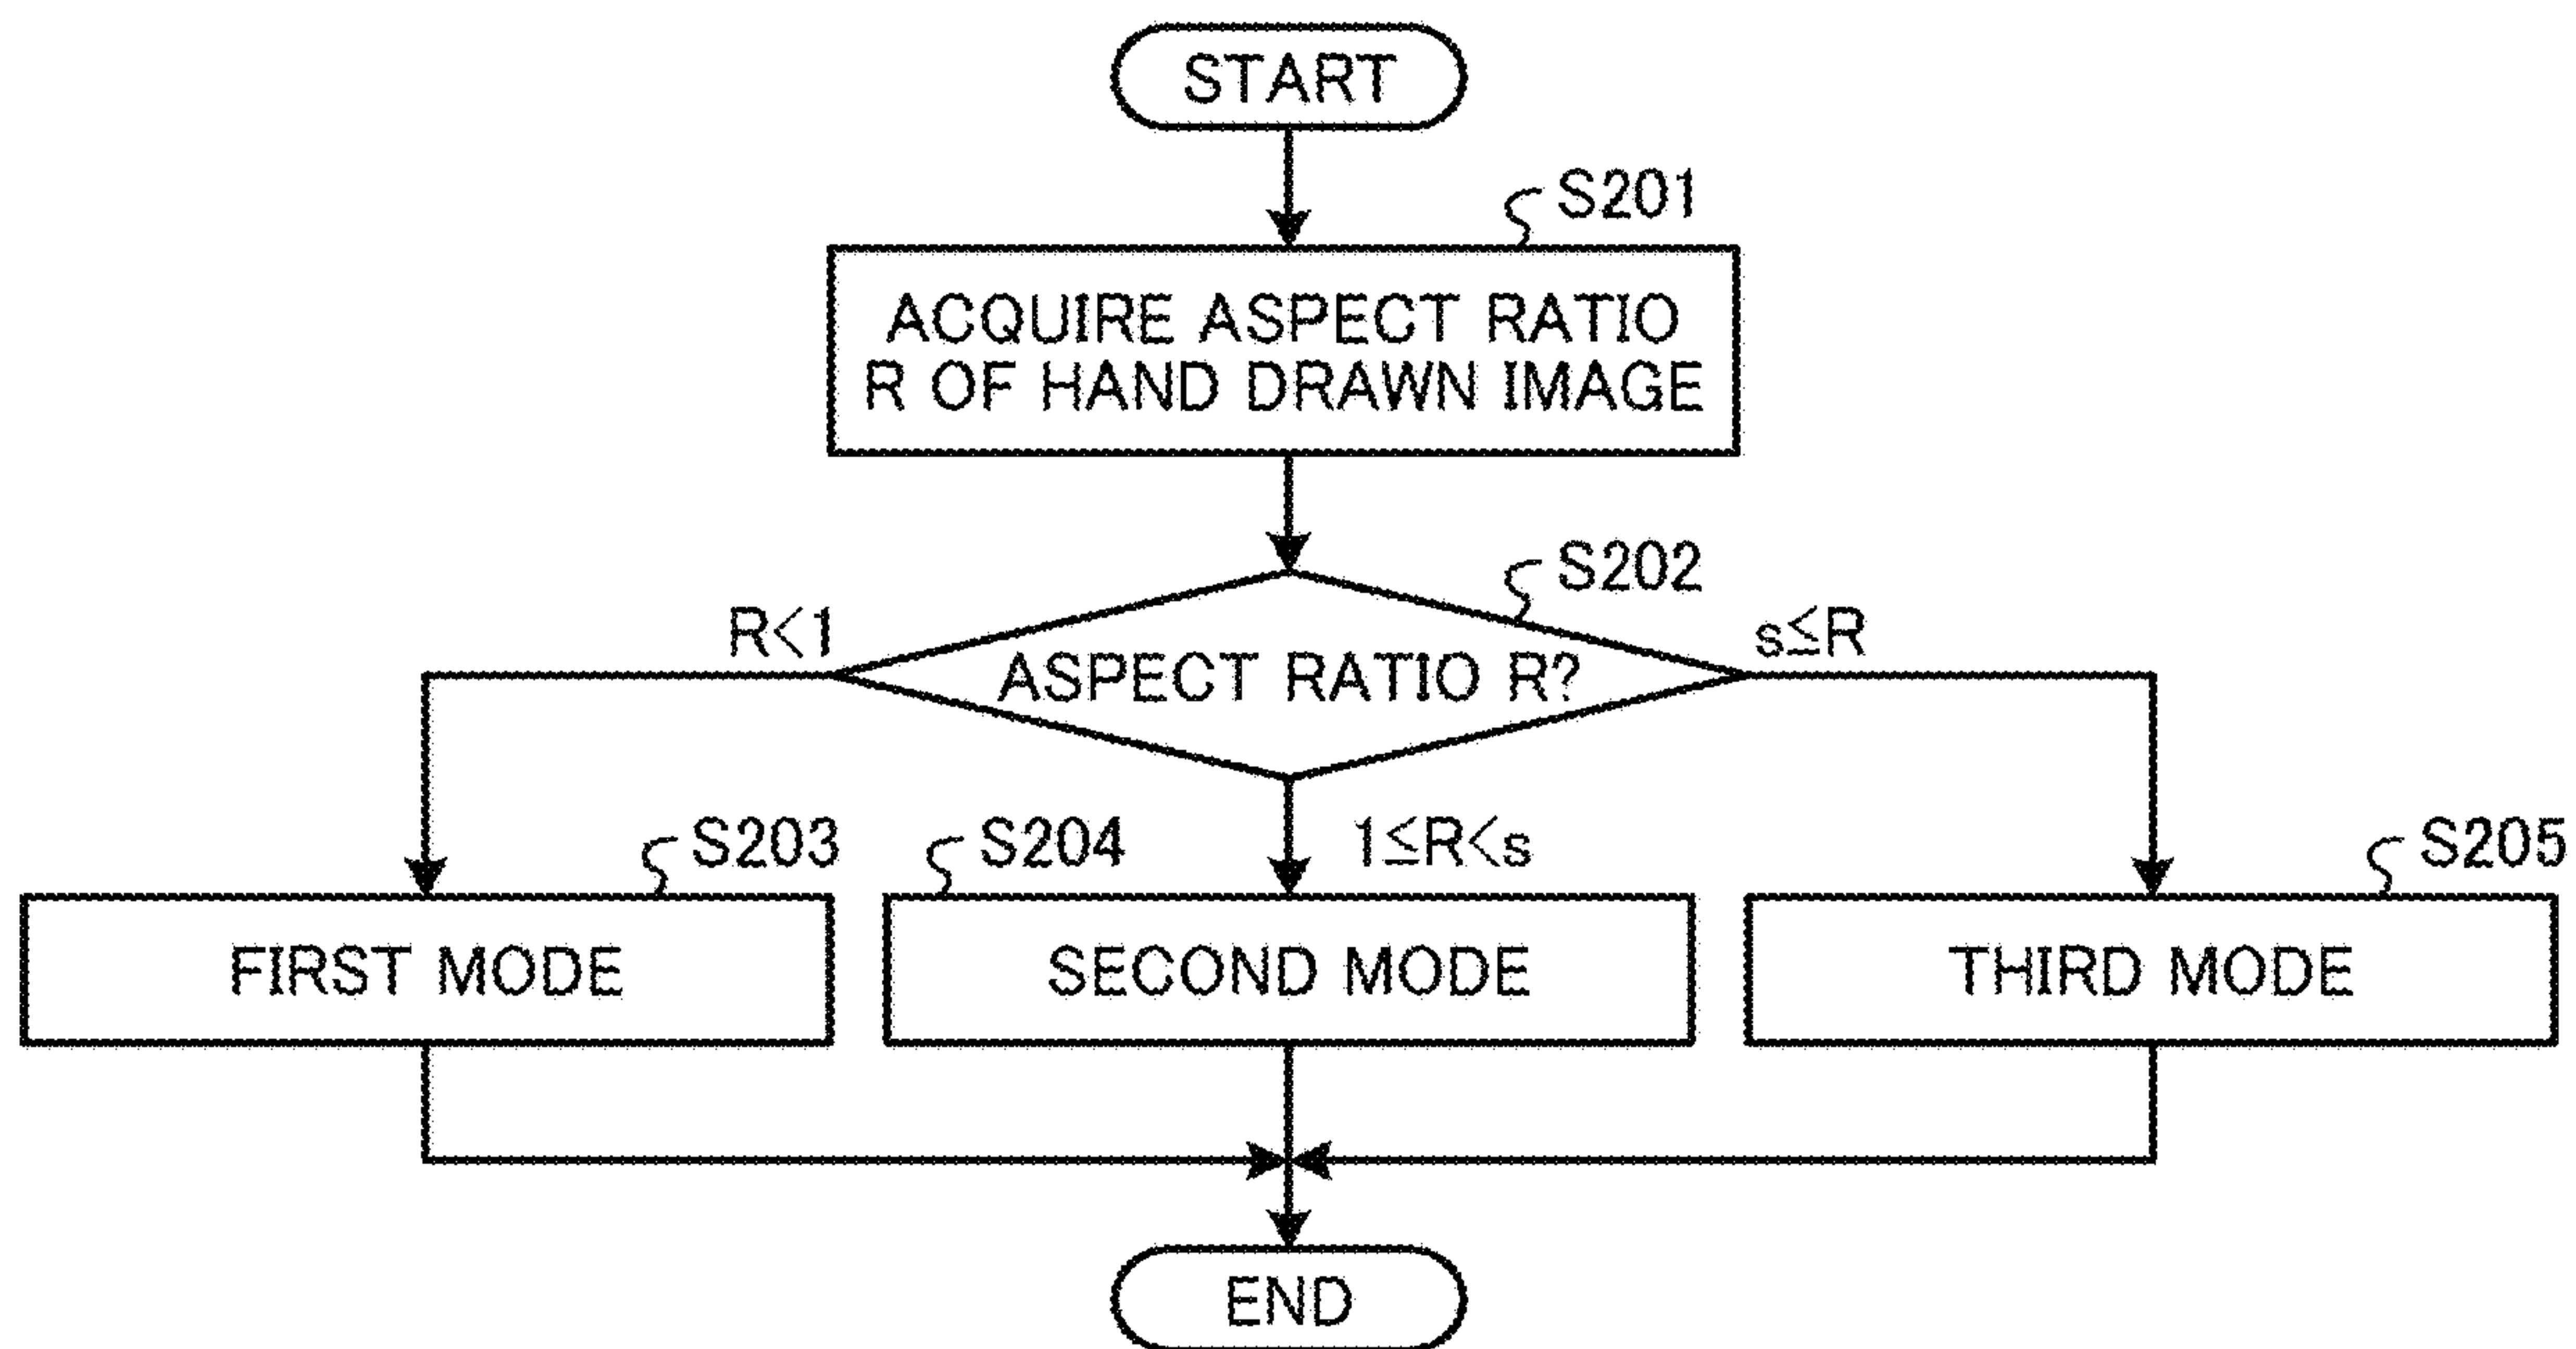 START
S201
ACQUIRE ASPECT RATIO
R OF HAND DRAWN IMAGE
S202
R<1
s≦R
ASPECT RATIO R?
S203
S204
1≦R<s
S205
FIRST MODE
SECOND MODE
THIRD MODE
END